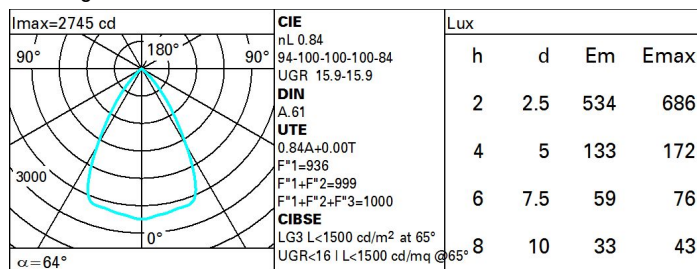 Imax=2745 cd
90°
180°
90°
3000
0°
α=64°
CIE
nL 0.84
94-100-100-100-84
UGR 15.9-15.9
DIN
A.61
UTE
0.84A+0.00T
F"1=936
F"1+F"2=999
F"1+F"2+F"3=1000
CIBSE
LG3 L<1500 cd/m² at 65°
UGR<16 | L<1500 cd/mq @65°
Lux
h d Em Emax
2 2.5 534 686
4 5 133 172
6 7.5 59 76
8 10 33 43